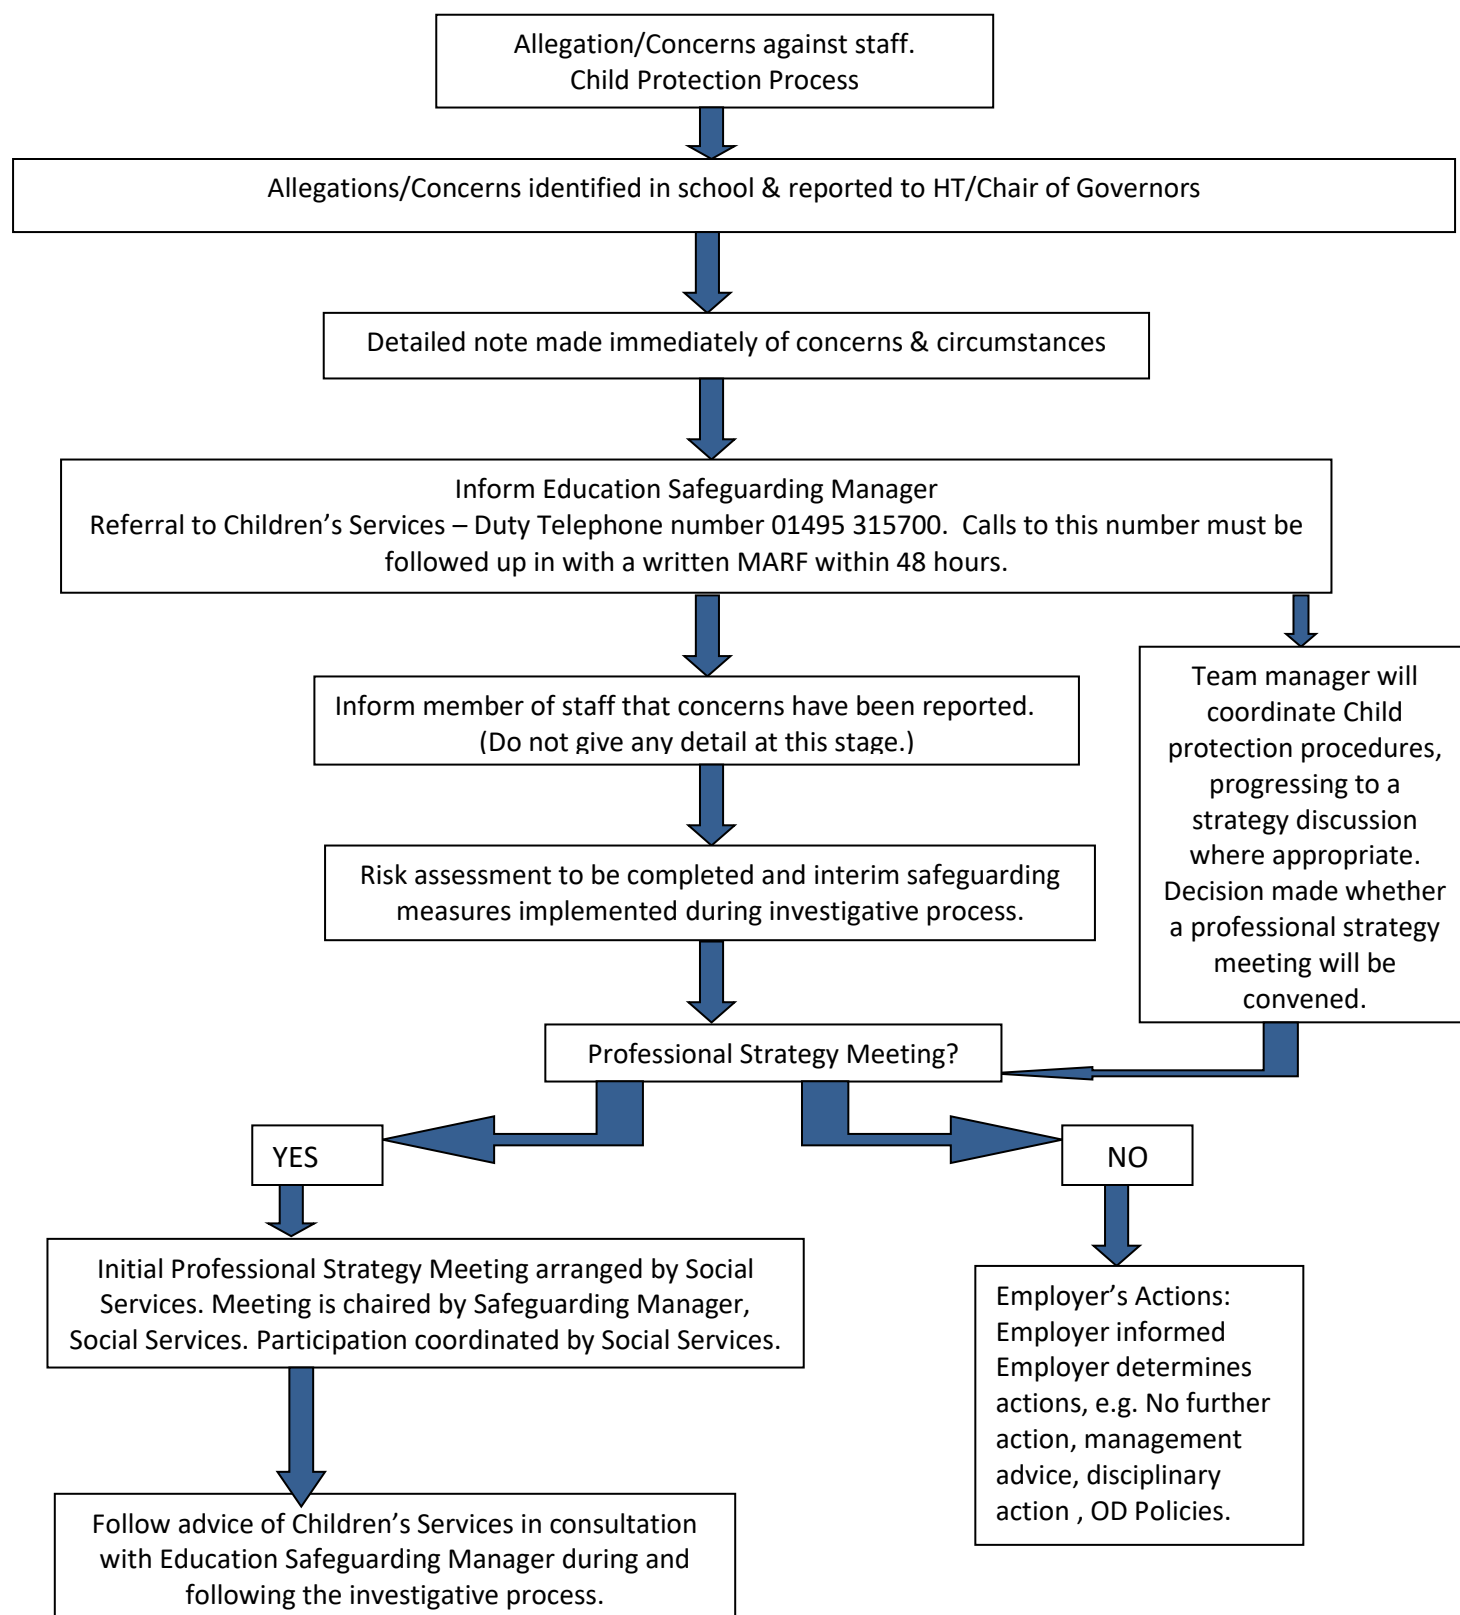 Allegation/Concerns against staff.
Child Protection Process
Allegations/Concerns identified in school & reported to HT/Chair of Governors
Detailed note made immediately of concerns & circumstances
Inform Education Safeguarding Manager
Referral to Children’s Services – Duty Telephone number 01495 315700.  Calls to this number must be
followed up in with a written MARF within 48 hours.
Inform member of staff that concerns have been reported.
(Do not give any detail at this stage.)
Team manager will
coordinate Child
protection procedures,
progressing to a
strategy discussion
where appropriate.
Decision made whether
a professional strategy
meeting will be
convened.
Risk assessment to be completed and interim safeguarding
measures implemented during investigative process.
Professional Strategy Meeting?
YES
NO
Initial Professional Strategy Meeting arranged by Social
Services. Meeting is chaired by Safeguarding Manager,
Social Services. Participation coordinated by Social Services.
Employer’s Actions:
Employer informed
Employer determines
actions, e.g. No further
action, management
advice, disciplinary
action , OD Policies.
Follow advice of Children’s Services in consultation
with Education Safeguarding Manager during and
following the investigative process.